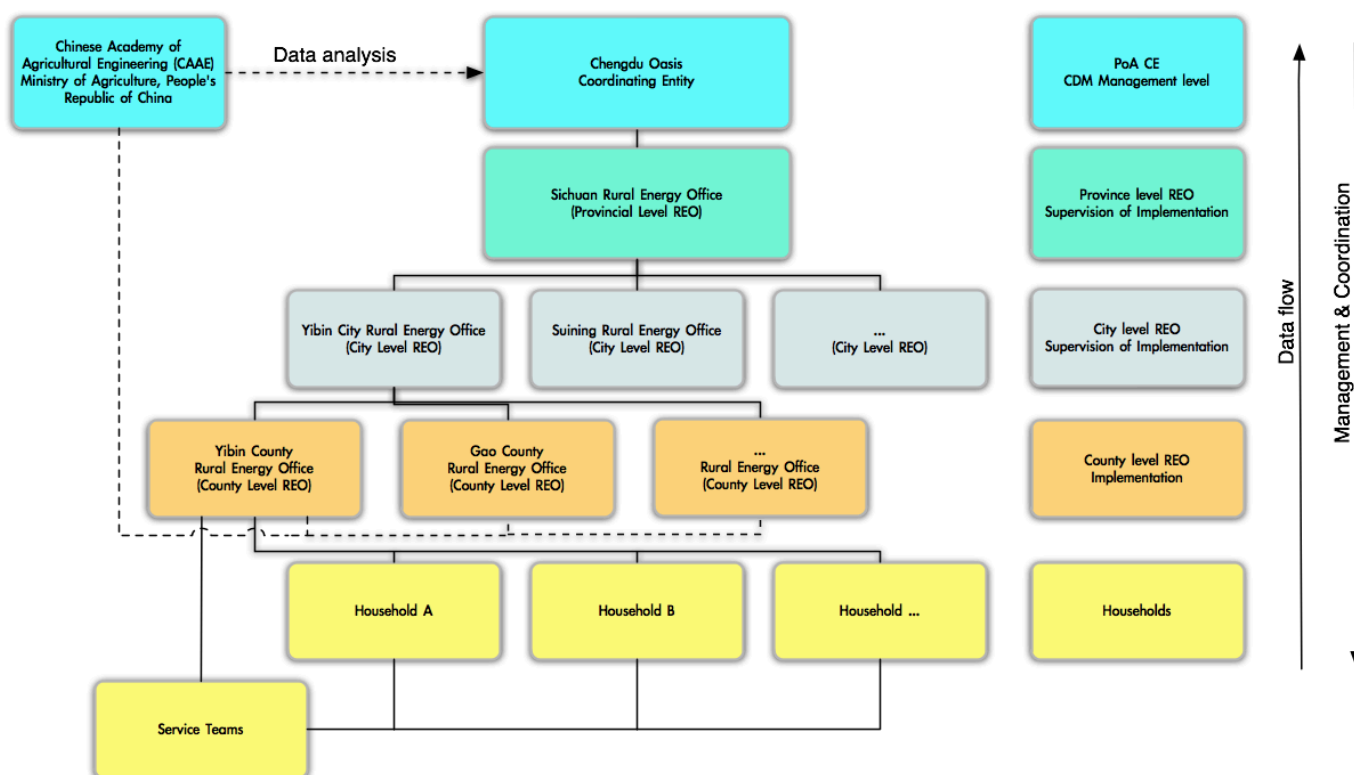 Chinese Academy of
Agricultural Engineering (CAAE)
Ministry of Agriculture, People's
Republic of China
Data analysis
Chengdu Oasis
Coordinating Entity
PoA CE
CDM Management level
Sichuan Rural Energy Office
(Provincial Level REO)
Province level REO
Supervision of Implementation
Yibin City Rural Energy Office
(City Level REO)
Suining Rural Energy Office
(City Level REO)
...
(City Level REO)
City level REO
Supervision of Implementation
Yibin County
Rural Energy Office
(County Level REO)
Gao County
Rural Energy Office
(County Level REO)
...
Rural Energy Office
(County Level REO)
County level REO
Implementation
Household A
Household B
Household ...
Households
Service Teams
Data flow
Management & Coordination